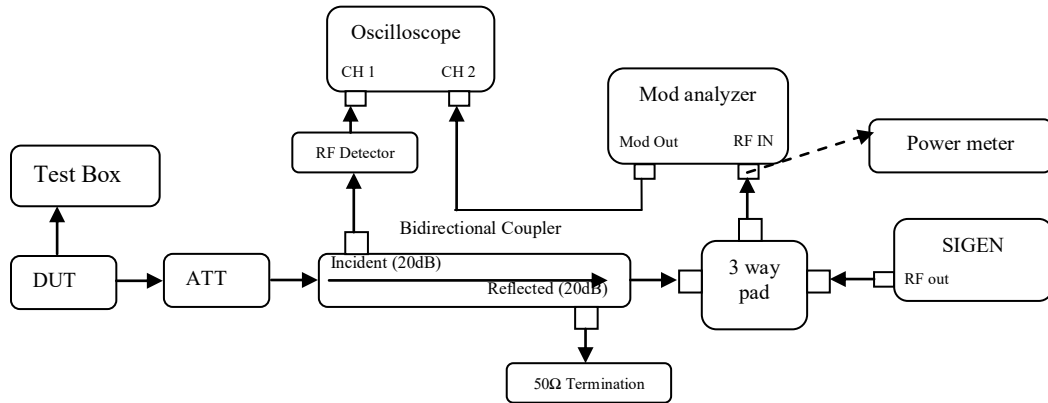 Oscilloscope
CH 1 CH 2
Mod analyzer
Mod Out RF IN
Power meter
RF Detector
Test Box
Bidirectional Coupler
SIGEN
RF out
DUT
ATT
Incident (20dB)
Reflected (20dB)
3 way
pad
50Ω Termination